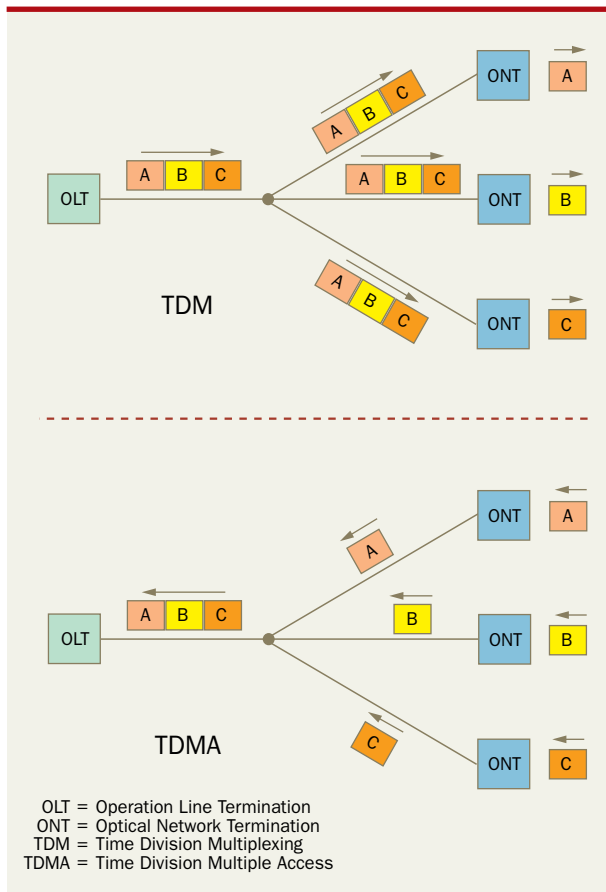 ONT A
A B C
A B C A B C
OLT ONT B
TDM
A B C
ONT C
ONT A
A
A B C B
OLT ONT B
TDMA
C
ONT C
OLT = Operation Line Termination
ONT = Optical Network Termination
TDM = Time Division Multiplexing
TDMA = Time Division Multiple Access